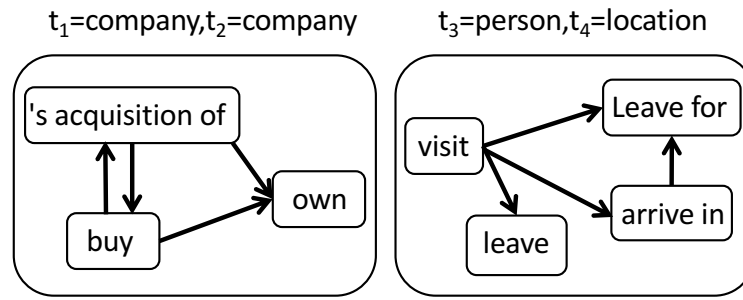 t₁=company,t₂=company
t₃=person,t₄=location
's acquisition of
Leave for
visit
own
arrive in
buy
leave